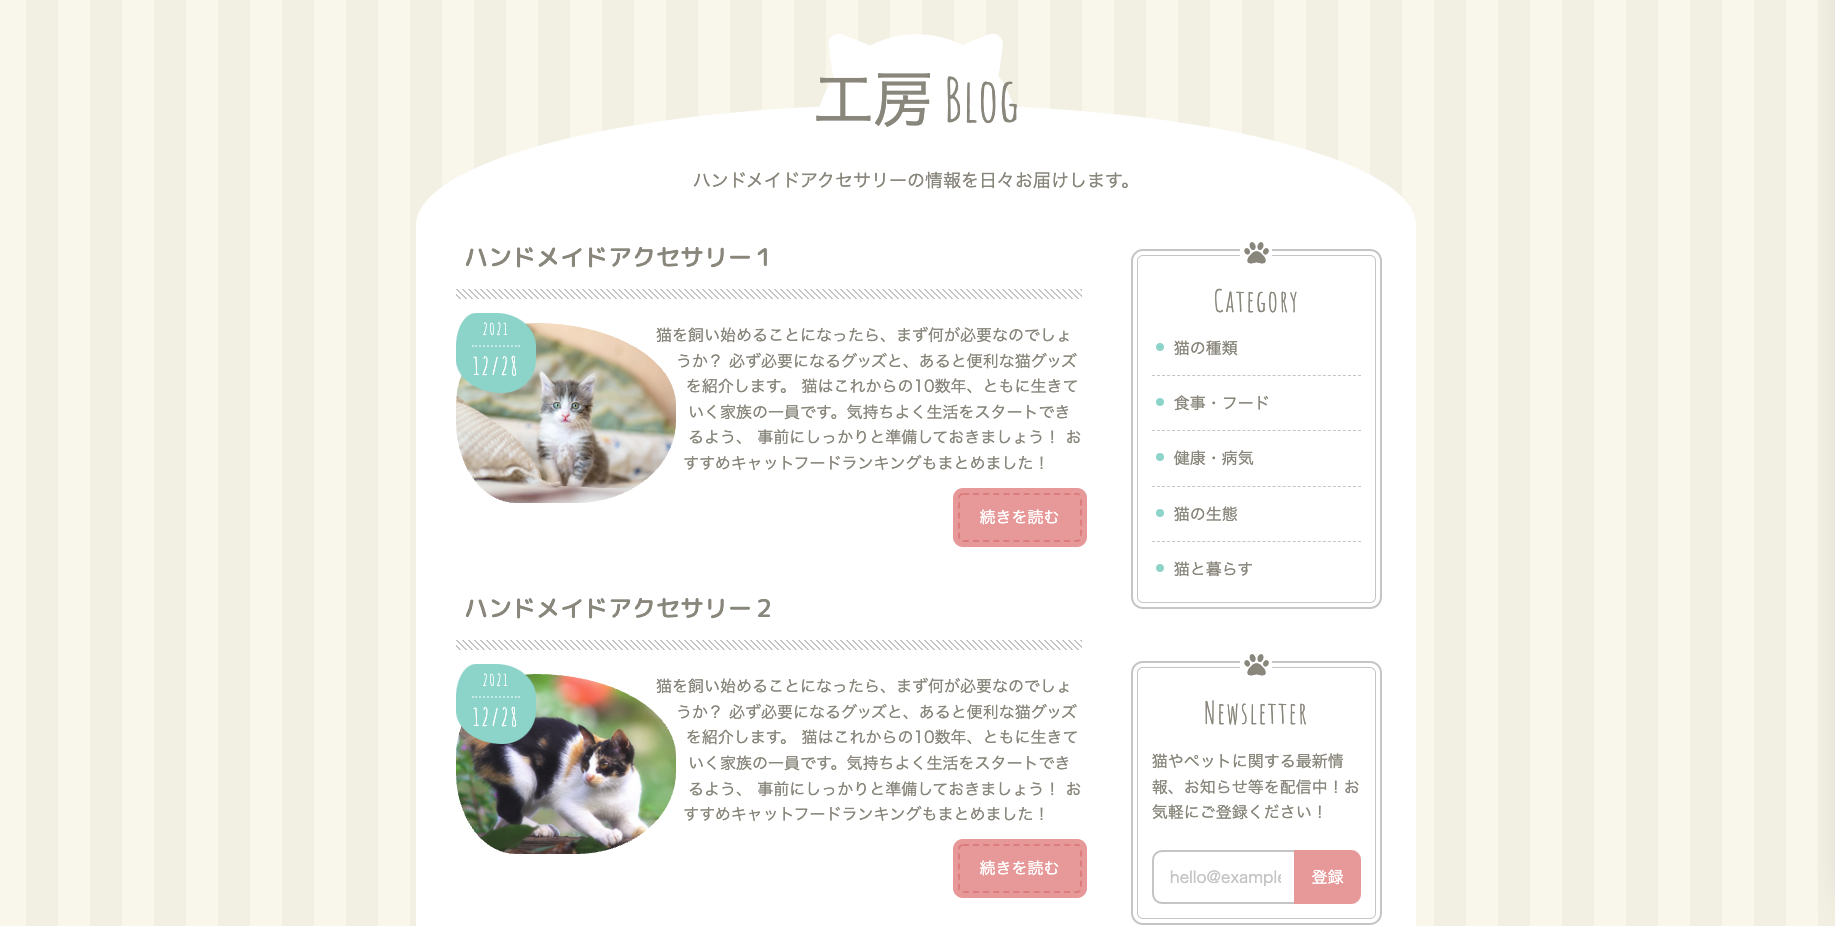 工房 Blog
ハンドメイドアクセサリーの情報を日々お届けします。
ハンドメイドアクセサリー１
2021
12/28
猫を飼い始めることになったら、まず何が必要なのでしょ
うか？ 必ず必要になるグッズと、あると便利な猫グッズ
を紹介します。 猫はこれからの10数年、ともに生きて
いく家族の一員です。気持ちよく生活をスタートでき
るよう、 事前にしっかりと準備しておきましょう！ お
すすめキャットフードランキングもまとめました！
続きを読む
ハンドメイドアクセサリー２
2021
12/28
猫を飼い始めることになったら、まず何が必要なのでしょ
うか？ 必ず必要になるグッズと、あると便利な猫グッズ
を紹介します。 猫はこれからの10数年、ともに生きて
いく家族の一員です。気持ちよく生活をスタートでき
るよう、 事前にしっかりと準備しておきましょう！ お
すすめキャットフードランキングもまとめました！
続きを読む
Category
猫の種類
食事・フード
健康・病気
猫の生態
猫と暮らす
Newsletter
猫やペットに関する最新情
報、お知らせ等を配信中！お
気軽にご登録ください！
hello@example
登録